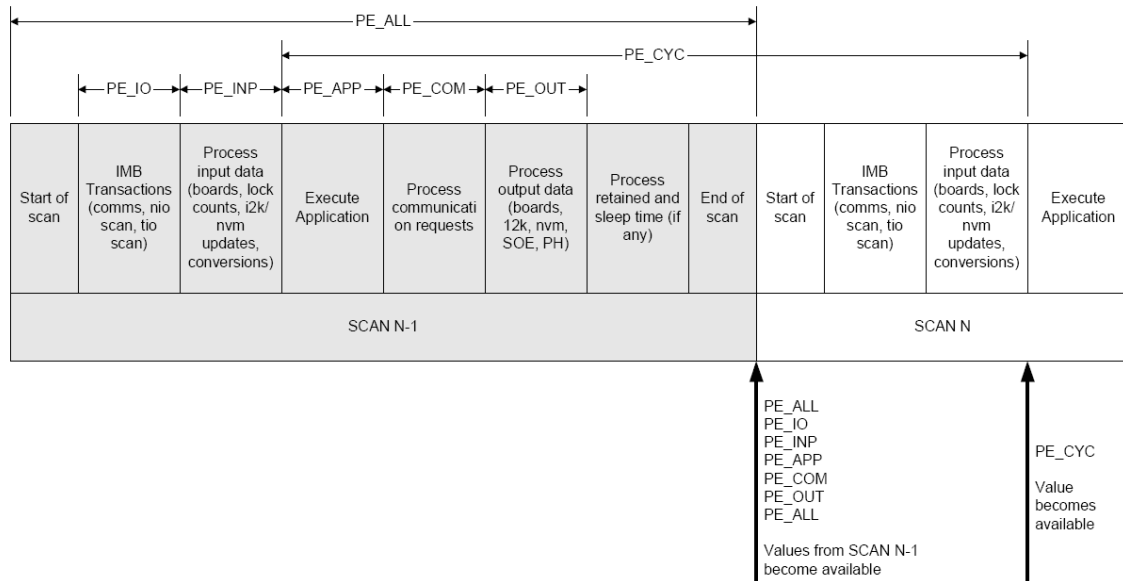 PE_ALL
PE_CYC
PE_IO
PE_INP
PE_APP
PE_COM
PE_OUT
Start of
scan
IMB
Transactions
(comms, nio
scan, tio
scan)
Process
input data
(boards, lock
counts, i2k/
nvm
updates,
conversions)
Execute
Application
Process
communicati
on requests
Process
output data
(boards,
12k, nvm,
SOE, PH)
Process
retained and
sleep time (if
any)
End of
scan
Start of
scan
IMB
Transactions
(comms, nio
scan, tio
scan)
Process
input data
(boards, lock
counts, i2k/
nvm
updates,
conversions)
Execute
Application
SCAN N-1
SCAN N
PE_ALL
PE_IO
PE_INP
PE_APP
PE_COM
PE_OUT
PE_ALL
Values from SCAN N-1
become available
PE_CYC
Value
becomes
available